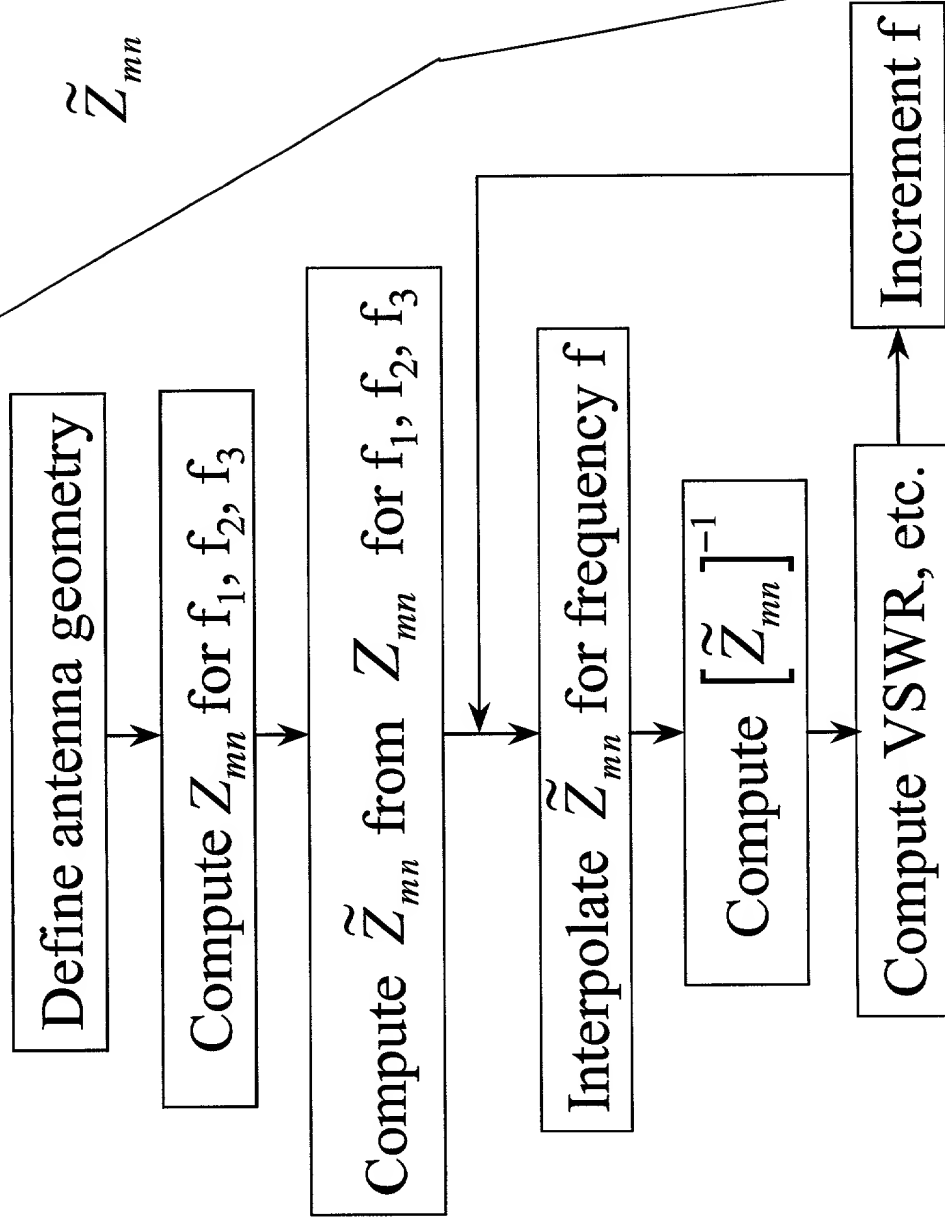 Z̃ₘₙ
Define antenna geometry
Compute Zₘₙ for f₁, f₂, f₃
Compute Z̃ₘₙ from Zₘₙ for f₁, f₂, f₃
Interpolate Z̃ₘₙ for frequency f
Compute [Z̃ₘₙ]⁻¹
Compute VSWR, etc.
Increment f